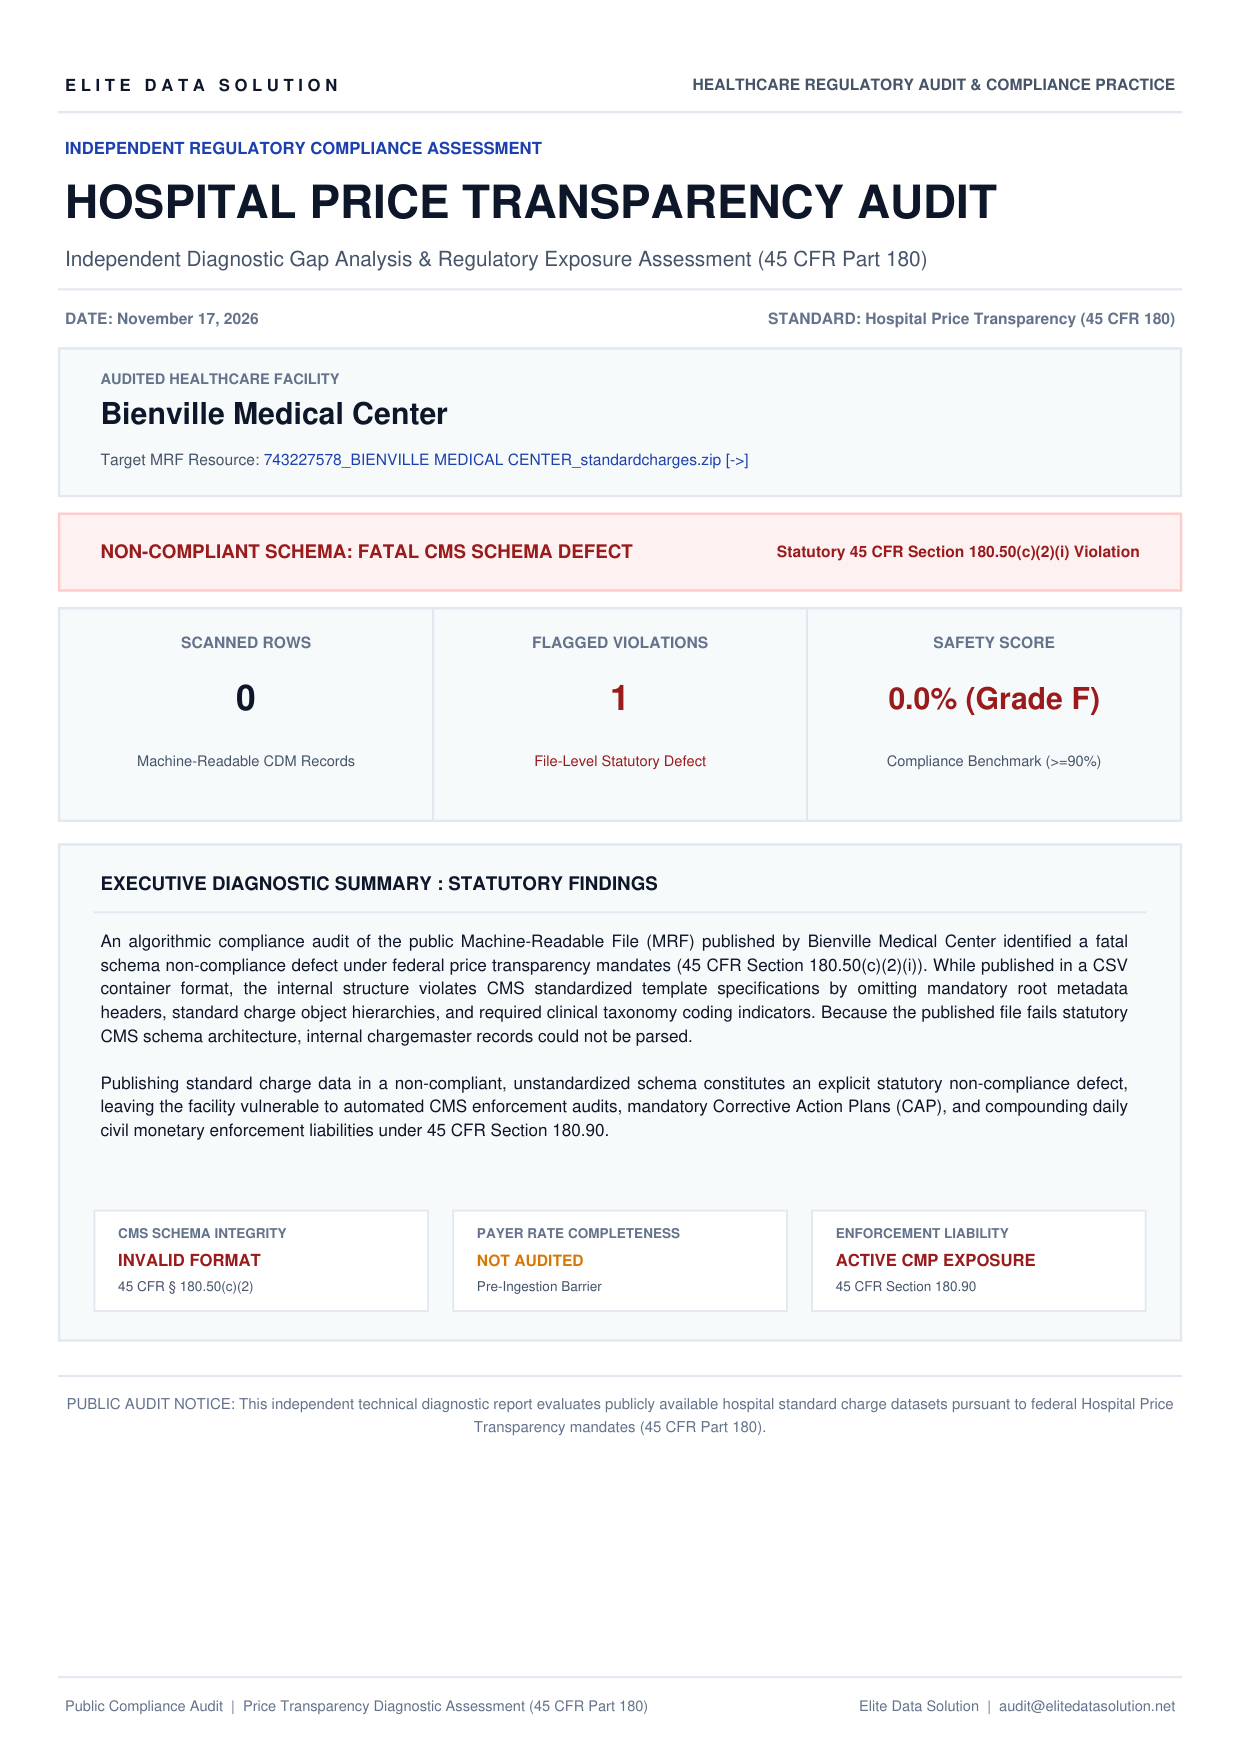 ELITE DATA SOLUTION
HEALTHCARE REGULATORY AUDIT & COMPLIANCE PRACTICE
INDEPENDENT REGULATORY COMPLIANCE ASSESSMENT
HOSPITAL PRICE TRANSPARENCY AUDIT
Independent Diagnostic Gap Analysis & Regulatory Exposure Assessment (45 CFR Part 180)
DATE: November 17, 2026
STANDARD: Hospital Price Transparency (45 CFR 180)
AUDITED HEALTHCARE FACILITY
Bienville Medical Center
Target MRF Resource: 743227578_BIENVILLE MEDICAL CENTER_standardcharges.zip [->]
NON-COMPLIANT SCHEMA: FATAL CMS SCHEMA DEFECT
Statutory 45 CFR Section 180.50(c)(2)(i) Violation
SCANNED ROWS
0
Machine-Readable CDM Records
FLAGGED VIOLATIONS
1
File-Level Statutory Defect
SAFETY SCORE
0.0% (Grade F)
Compliance Benchmark (>=90%)
EXECUTIVE DIAGNOSTIC SUMMARY : STATUTORY FINDINGS
An algorithmic compliance audit of the public Machine-Readable File (MRF) published by Bienville Medical Center identified a fatal
schema non-compliance defect under federal price transparency mandates (45 CFR Section 180.50(c)(2)(i)). While published in a CSV
container format, the internal structure violates CMS standardized template specifications by omitting mandatory root metadata
headers, standard charge object hierarchies, and required clinical taxonomy coding indicators. Because the published file fails statutory
CMS schema architecture, internal chargemaster records could not be parsed.
Publishing standard charge data in a non-compliant, unstandardized schema constitutes an explicit statutory non-compliance defect,
leaving the facility vulnerable to automated CMS enforcement audits, mandatory Corrective Action Plans (CAP), and compounding daily
civil monetary enforcement liabilities under 45 CFR Section 180.90.
CMS SCHEMA INTEGRITY
INVALID FORMAT
45 CFR § 180.50(c)(2)
PAYER RATE COMPLETENESS
NOT AUDITED
Pre-Ingestion Barrier
ENFORCEMENT LIABILITY
ACTIVE CMP EXPOSURE
45 CFR Section 180.90
PUBLIC AUDIT NOTICE: This independent technical diagnostic report evaluates publicly available hospital standard charge datasets pursuant to federal Hospital Price
Transparency mandates (45 CFR Part 180).
Public Compliance Audit | Price Transparency Diagnostic Assessment (45 CFR Part 180)
Elite Data Solution | audit@elitedatasolution.net